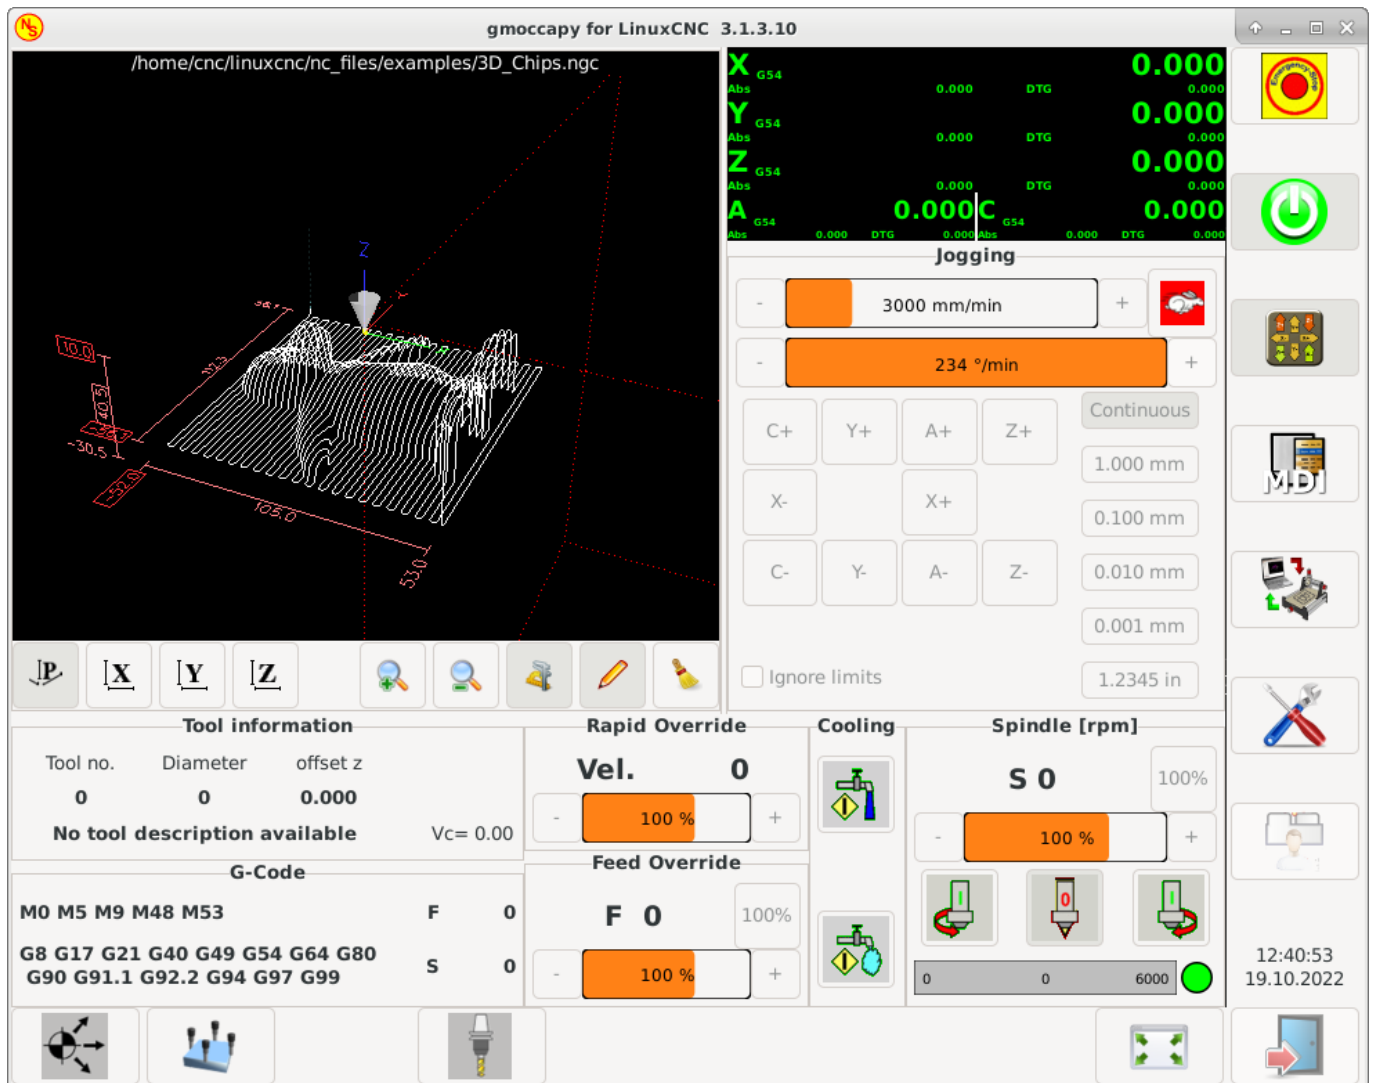 gmoccapy for LinuxCNC 3.1.3.10
/home/cnc/linuxcnc/nc_files/examples/3D_Chips.ngc
Z
10.0
40.5
-30.5
-52.0
105.0
53.0
X G54 0.000
Abs 0.000 DTG 0.000
Y G54 0.000
Abs 0.000 DTG 0.000
Z G54 0.000
Abs 0.000 DTG 0.000
A G54 0.000 C G54 0.000
Abs 0.000 DTG 0.000 Abs 0.000 DTG 0.000
Emergency-Stop
Jogging
- 3000 mm/min +
- 234 °/min +
C+ Y+ A+ Z+
X- X+
C- Y- A- Z-
Continuous
1.000 mm
0.100 mm
0.010 mm
0.001 mm
1.2345 in
Ignore limits
MDI
P X Y Z
Tool information
Tool no. Diameter offset z
0 0 0.000
No tool description available Vc= 0.00
G-Code
M0 M5 M9 M48 M53 F 0
G8 G17 G21 G40 G49 G54 G64 G80
G90 G91.1 G92.2 G94 G97 G99
S 0
Rapid Override
Vel. 0
- 100 % +
Feed Override
F 0 100%
- 100 % +
Cooling
Spindle [rpm]
S 0 100%
- 100 % +
0 0 6000
12:40:53
19.10.2022